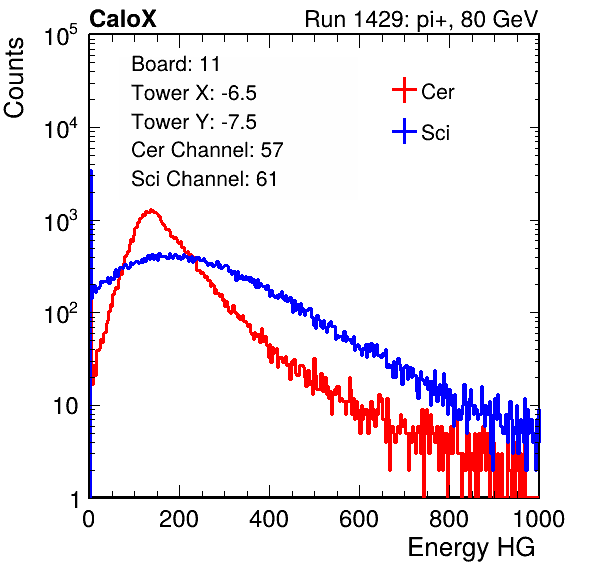 CaloX Run 1429: pi+, 80 GeV
Counts
Board: 11
Tower X: -6.5
Tower Y: -7.5
Cer Channel: 57
Sci Channel: 61
Cer
Sci
10^5
10^4
10^3
10^2
10
1
0 200 400 600 800 1000
Energy HG